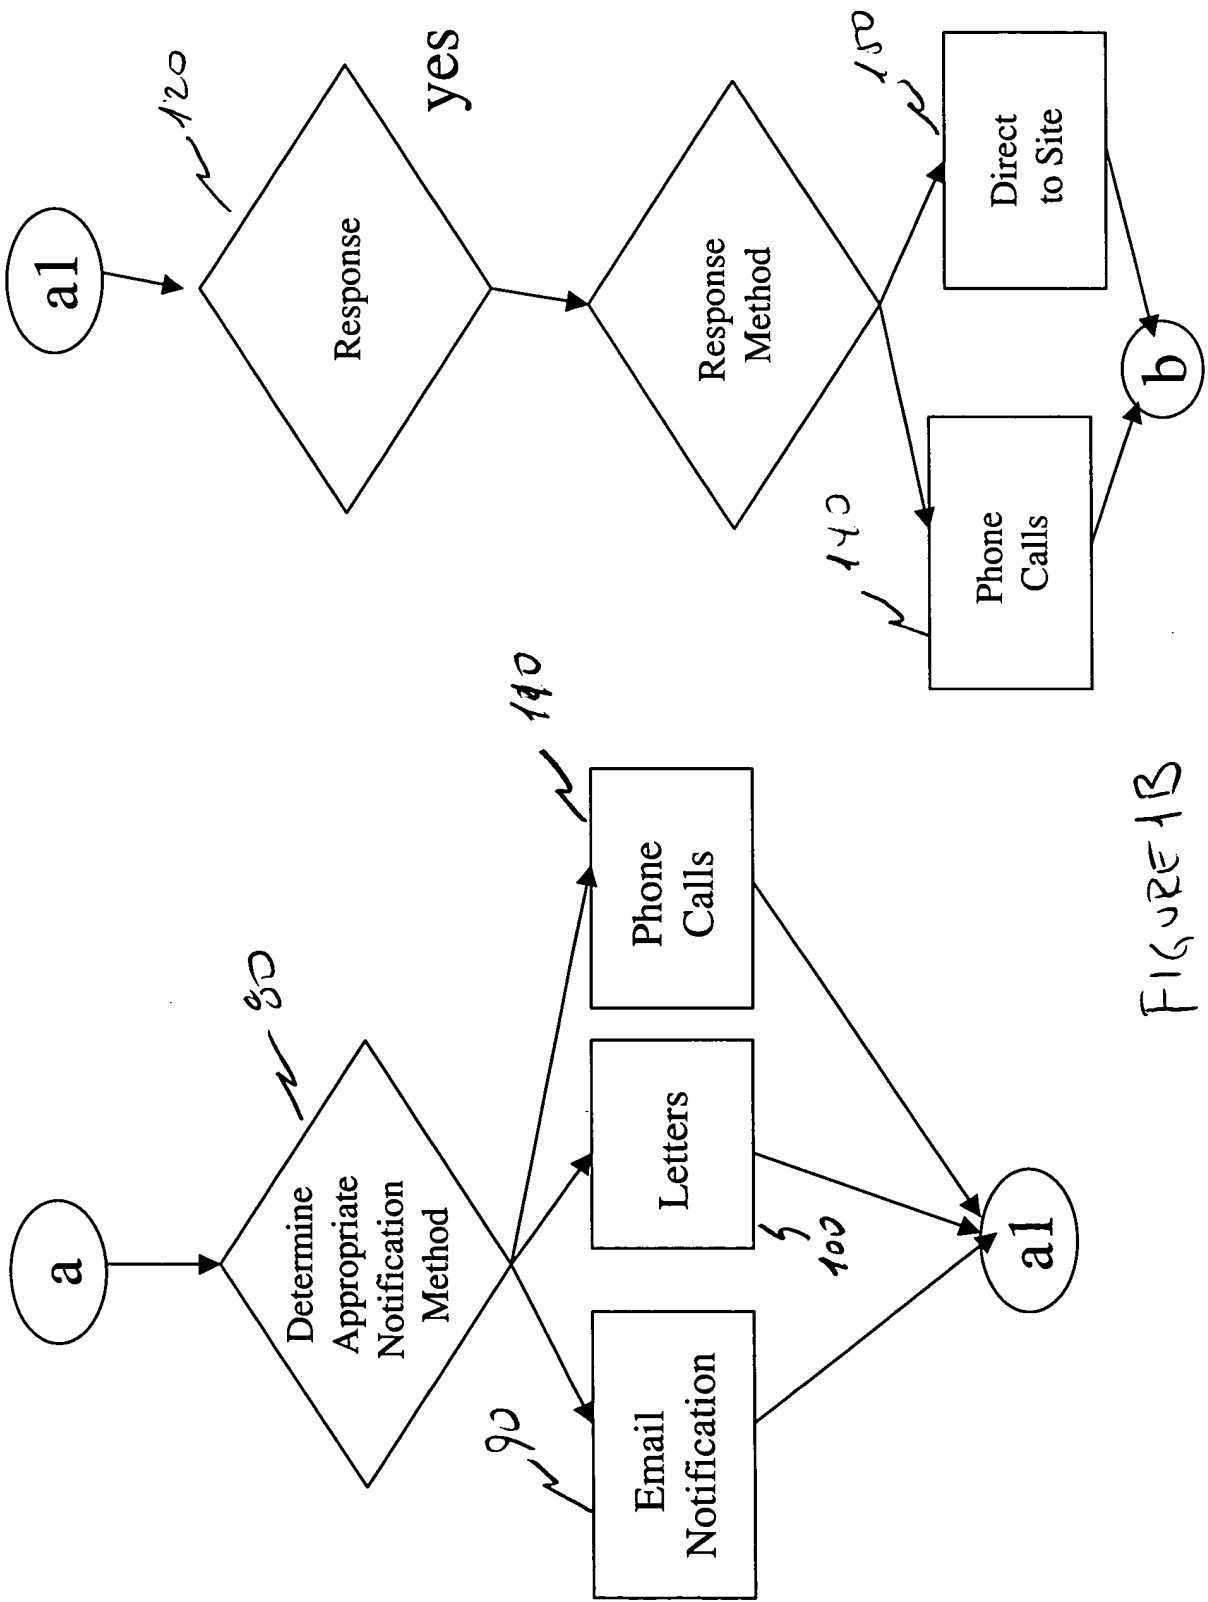 a
80
Determine
Appropriate
Notification
Method
90
Email
Notification
Letters
100
110
Phone
Calls
a1
a1
120
Response
yes
Response
Method
140
Phone
Calls
150
Direct
to Site
b
FIGURE 1B